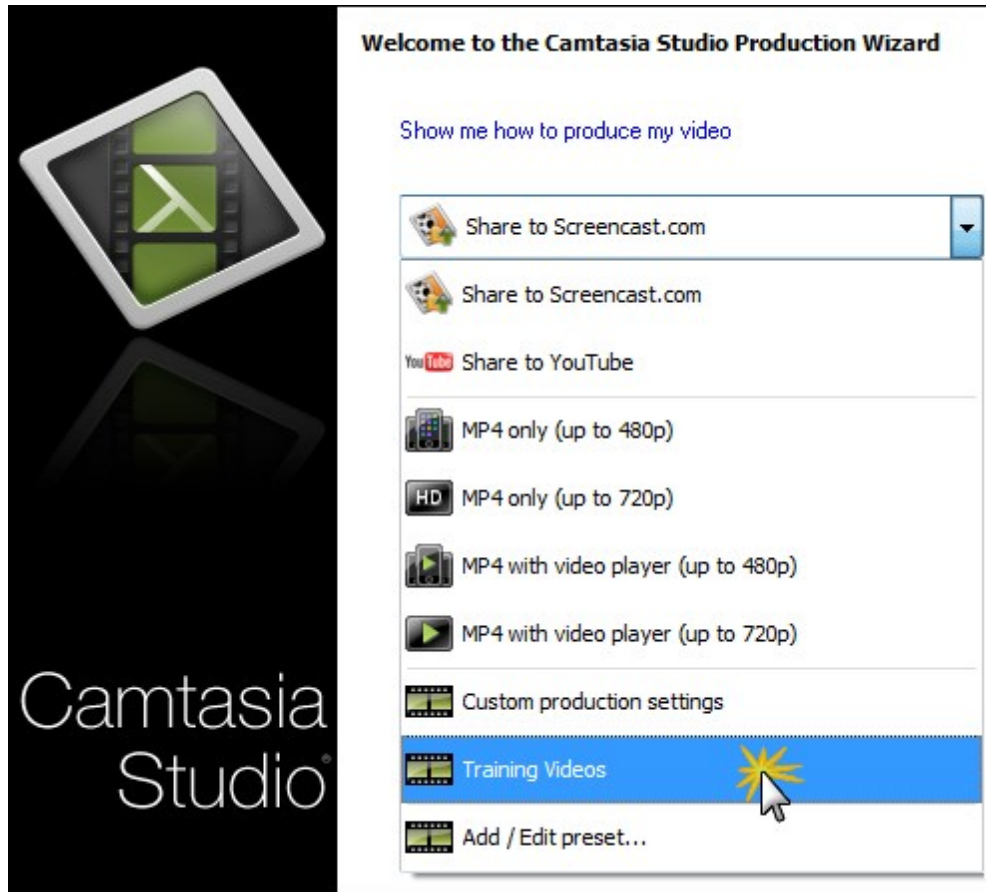 Welcome to the Camtasia Studio Production Wizard
Show me how to produce my video
Share to Screencast.com
Share to Screencast.com
You Tube Share to YouTube
MP4 only (up to 480p)
HD MP4 only (up to 720p)
MP4 with video player (up to 480p)
MP4 with video player (up to 720p)
Custom production settings
Training Videos
Add / Edit preset...
Camtasia
Studio®